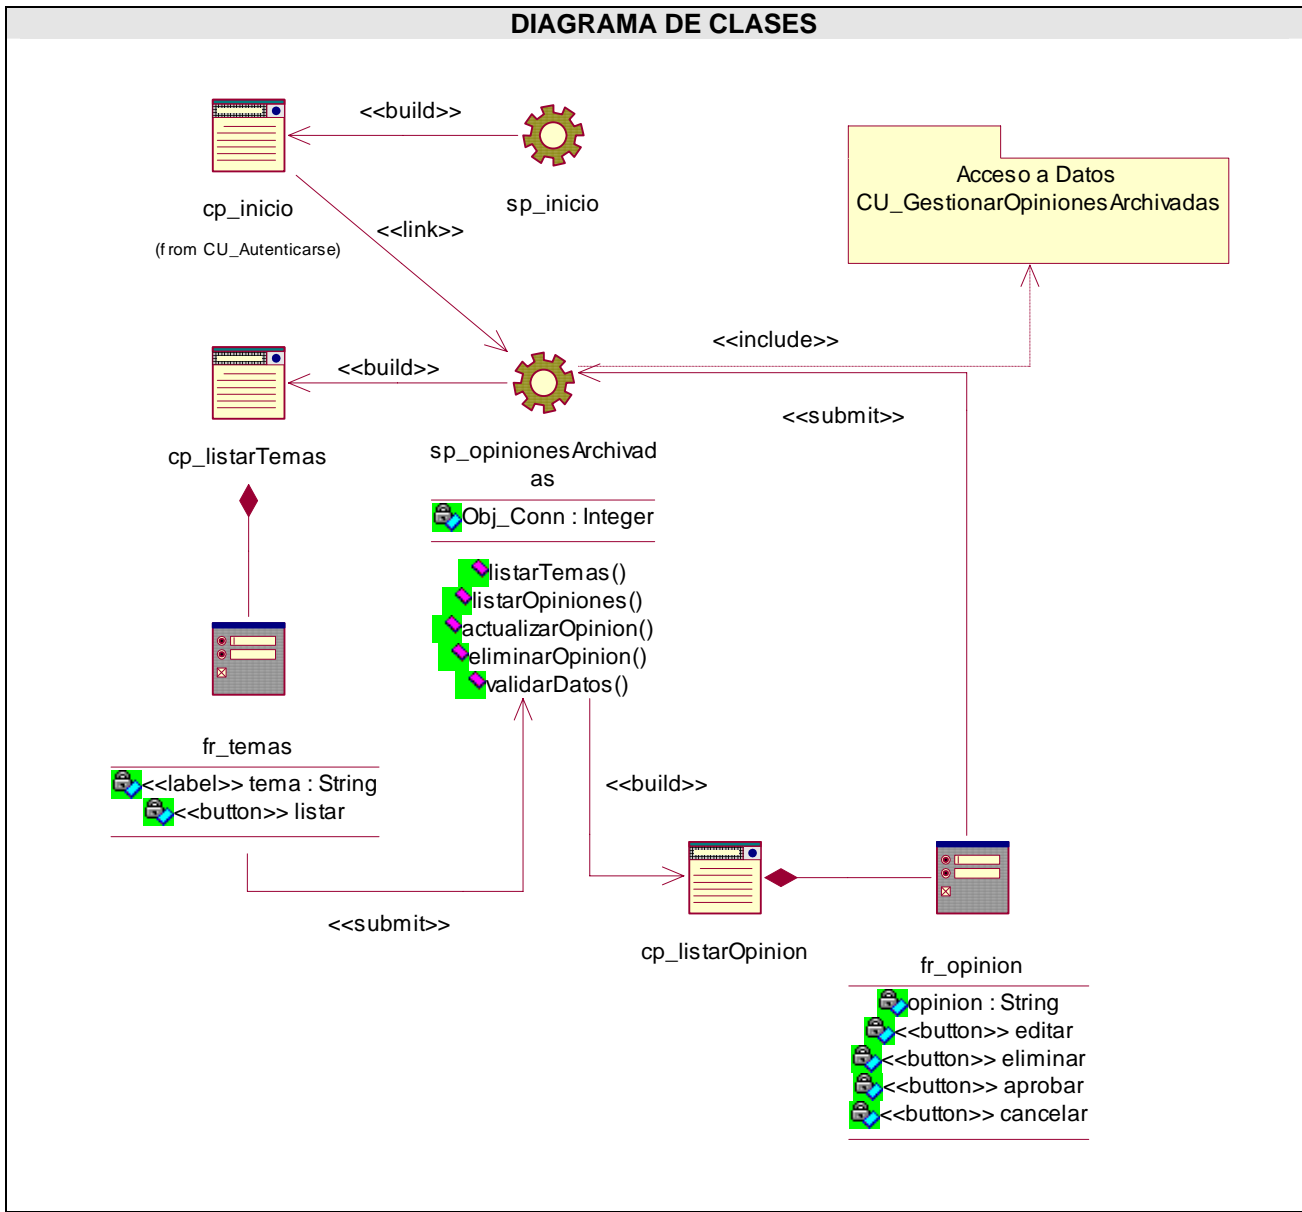 DIAGRAMA DE CLASES
<<build>>
cp_inicio
(from CU_Autenticarse)
sp_inicio
<<link>>
Acceso a Datos
CU_GestionarOpinionesArchivadas
<<include>>
<<build>>
<<submit>>
cp_listarTemas
sp_opinionesArchivad
as
Obj_Conn : Integer
listarTemas()
listarOpiniones()
actualizarOpinion()
eliminarOpinion()
validarDatos()
fr_temas
<<label>> tema : String
<<button>> listar
<<build>>
<<submit>>
cp_listarOpinion
fr_opinion
opinion : String
<<button>> editar
<<button>> eliminar
<<button>> aprobar
<<button>> cancelar